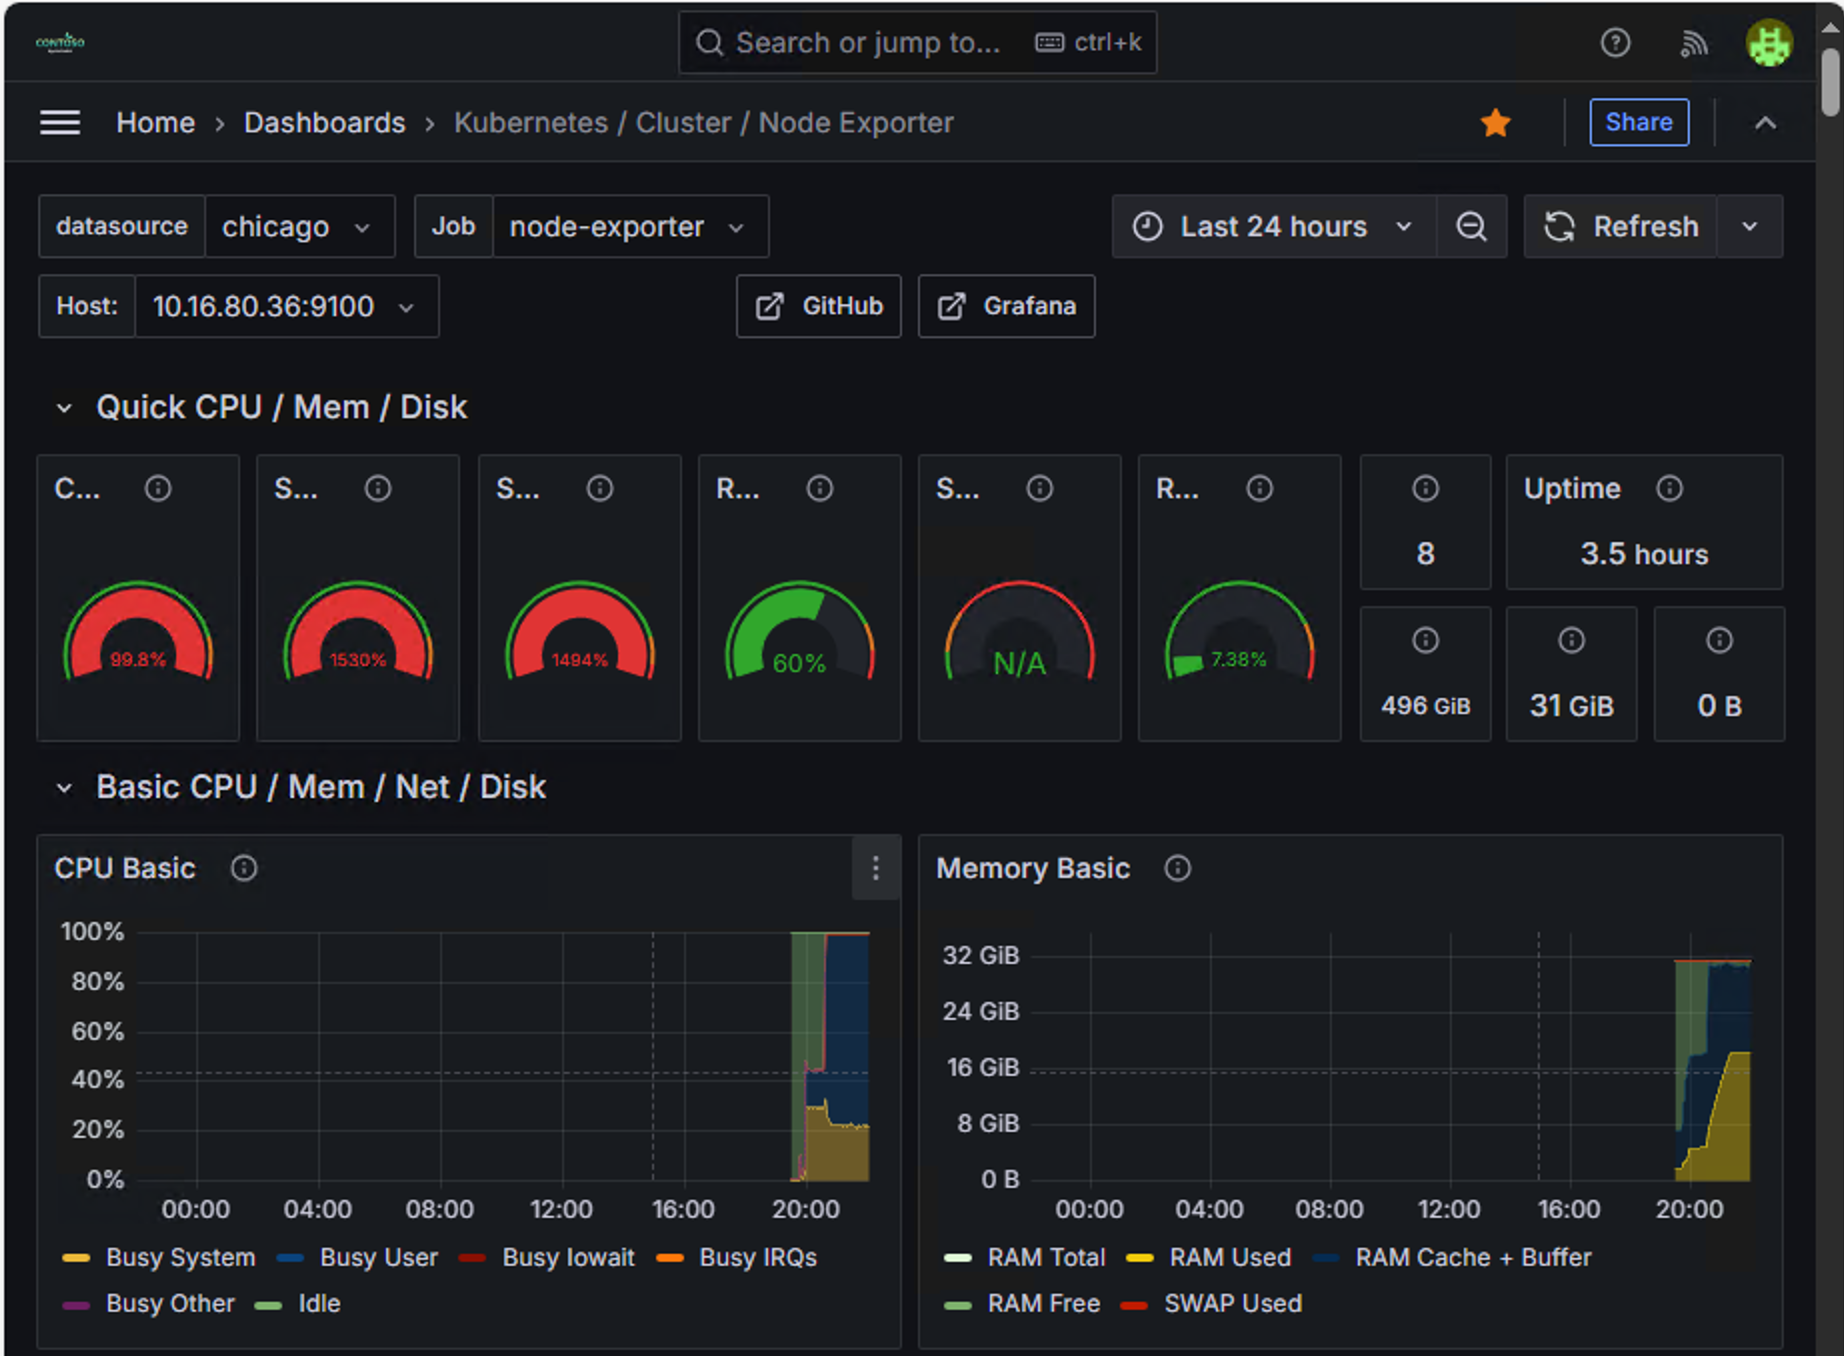 CONTOSO
Search or jump to... ctrl+k
Home › Dashboards › Kubernetes / Cluster / Node Exporter
Share
datasource chicago Job node-exporter
Last 24 hours Refresh
Host: 10.16.80.36:9100 GitHub Grafana
Quick CPU / Mem / Disk
C... S... S... R... S... R... Uptime
8 3.5 hours
99.8% 1530% 1494% 60% N/A 7.38%
496 GiB 31 GiB 0 B
Basic CPU / Mem / Net / Disk
CPU Basic
100%
80%
60%
40%
20%
0%
00:00 04:00 08:00 12:00 16:00 20:00
Busy System Busy User Busy Iowait Busy IRQs
Busy Other Idle
Memory Basic
32 GiB
24 GiB
16 GiB
8 GiB
0 B
00:00 04:00 08:00 12:00 16:00 20:00
RAM Total RAM Used RAM Cache + Buffer
RAM Free SWAP Used